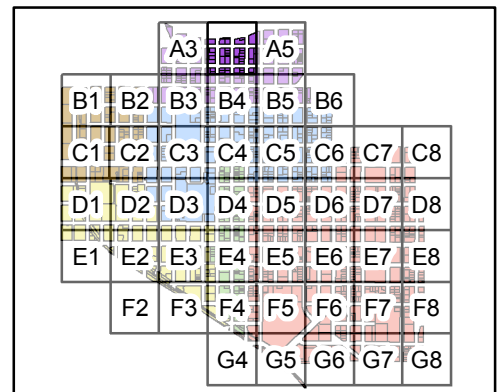 A3 A5
B1 B2 B3 B4 B5 B6
C1 C2 C3 C4 C5 C6 C7 C8
D1 D2 D3 D4 D5 D6 D7 D8
E1 E2 E3 E4 E5 E6 E7 E8
F2 F3 F4 F5 F6 F7 F8
G4 G5 G6 G7 G8